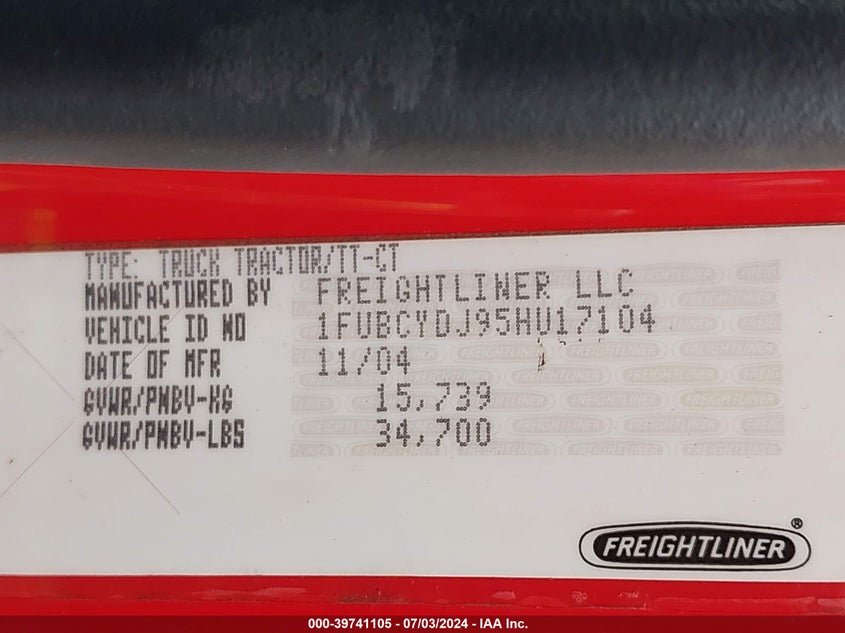 TYPE: TRUCK TRACTOR/TT-CT
MANUFACTURED BY FREIGHTLINER LLC
VEHICLE ID NO 1FUBCYDJ95HU17104
DATE OF MFR 11/04
GVWR/PNBV-KG 15,739
GVWR/PNBV-LBS 34,700
FREIGHTLINER®
000-39741105 - 07/03/2024 - IAA Inc.